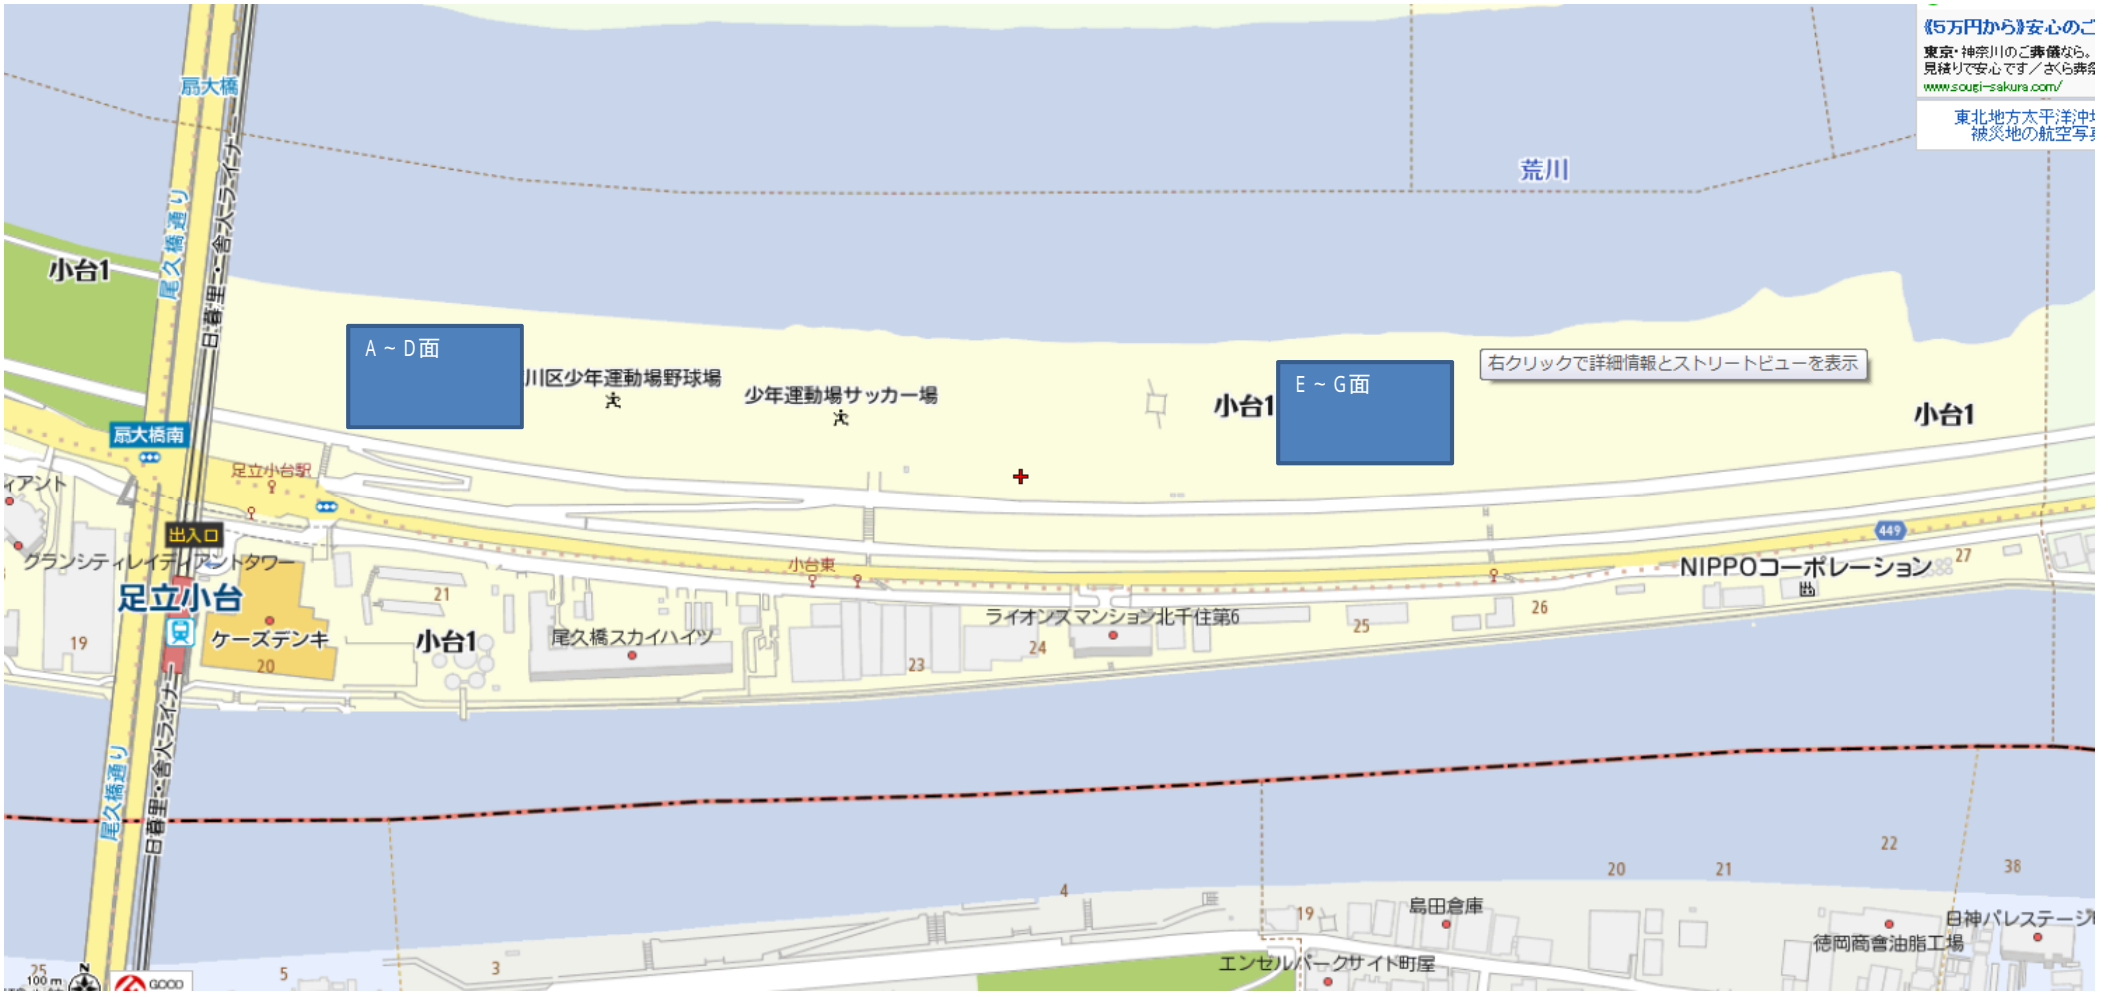 《5万円から》安心のご
東京・神奈川のご葬儀なら。
見積りで安心です/さくら葬祭
www.sougi-sakura.com/
東北地方太平洋沖地
被災地の航空写真
扇大橋
荒川
尾久橋通り
日暮里・舎人ライナー
小台1
A ~ D面
川区少年運動場野球場
少年運動場サッカー場
小台1
E ~ G面
右クリックで詳細情報とストリートビューを表示
小台1
扇大橋南
足立小台駅
ィアント
出入口
グランシティレイディアントタワー
449
小台東
NIPPOコーポレーション
27
足立小台
21
26
ライオンズマンション北千住第6
25
19
ケーズデンキ
小台1
尾久橋スカイハイツ
24
23
20
尾久橋通り
日暮里・舎人ライナー
22
38
20
21
4
19
島田倉庫
日神パレステージ
徳岡商會油脂工場
エンゼルパークサイト町屋
3
5
25
100 m
N
GOOD